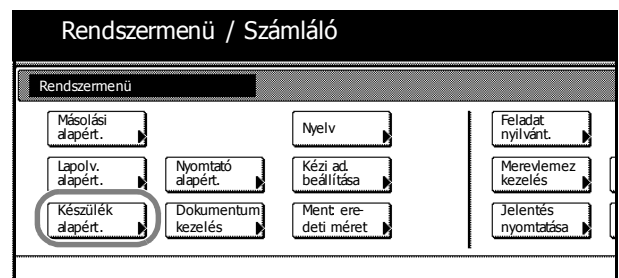 Rendszermenü / Számláló
Rendszermenü
Másolási
alapért.
Nyelv
Feladat
nyilvánt.
Lapolv.
alapért.
Nyomtató
alapért.
Kézi ad.
beállítása
Merevlemez
kezelés
Készülék
alapért.
Dokumentum
kezelés
Ment. ere-
deti méret
Jelentés
nyomtatása